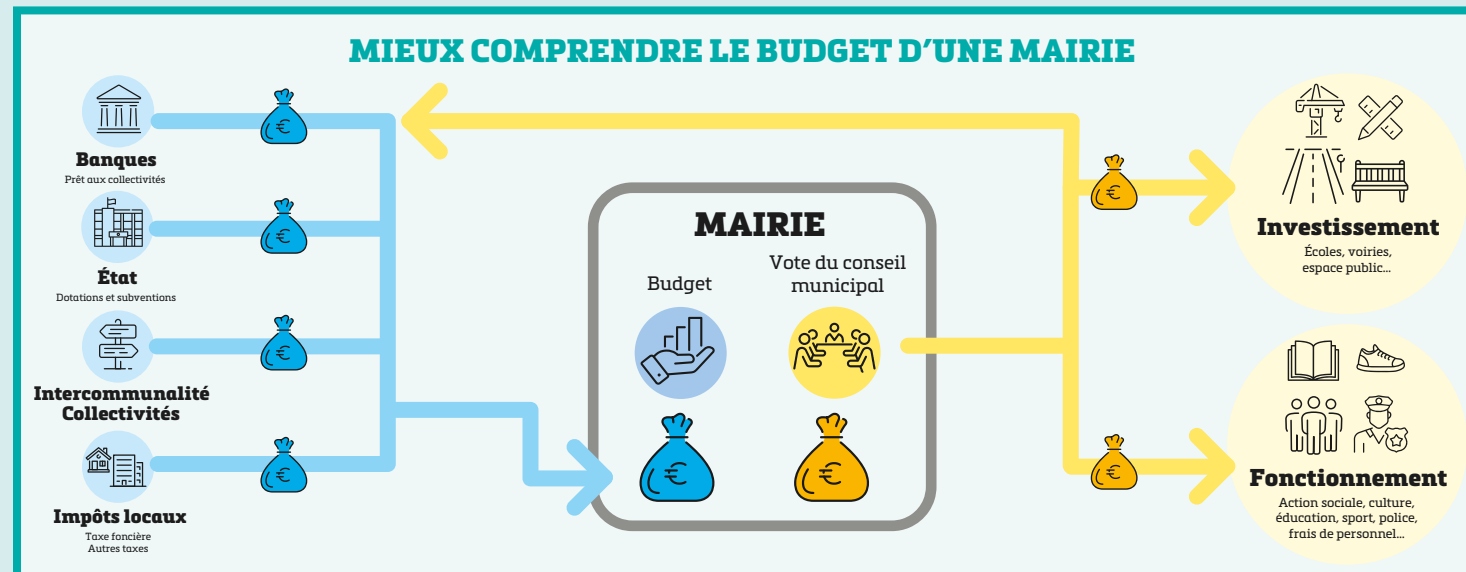 MIEUX COMPRENDRE LE BUDGET D’UNE MAIRIE
Banques
Prêt aux collectivités
État
Dotations et subventions
Intercommunalité
Collectivités
Impôts locaux
Taxe foncière
Autres taxes
€
€
€
€
MAIRIE
Budget
Vote du conseil
municipal
€
€
€
€
Investissement
Écoles, voiries,
espace public...
Fonctionnement
Action sociale, culture,
éducation, sport, police,
frais de personnel...